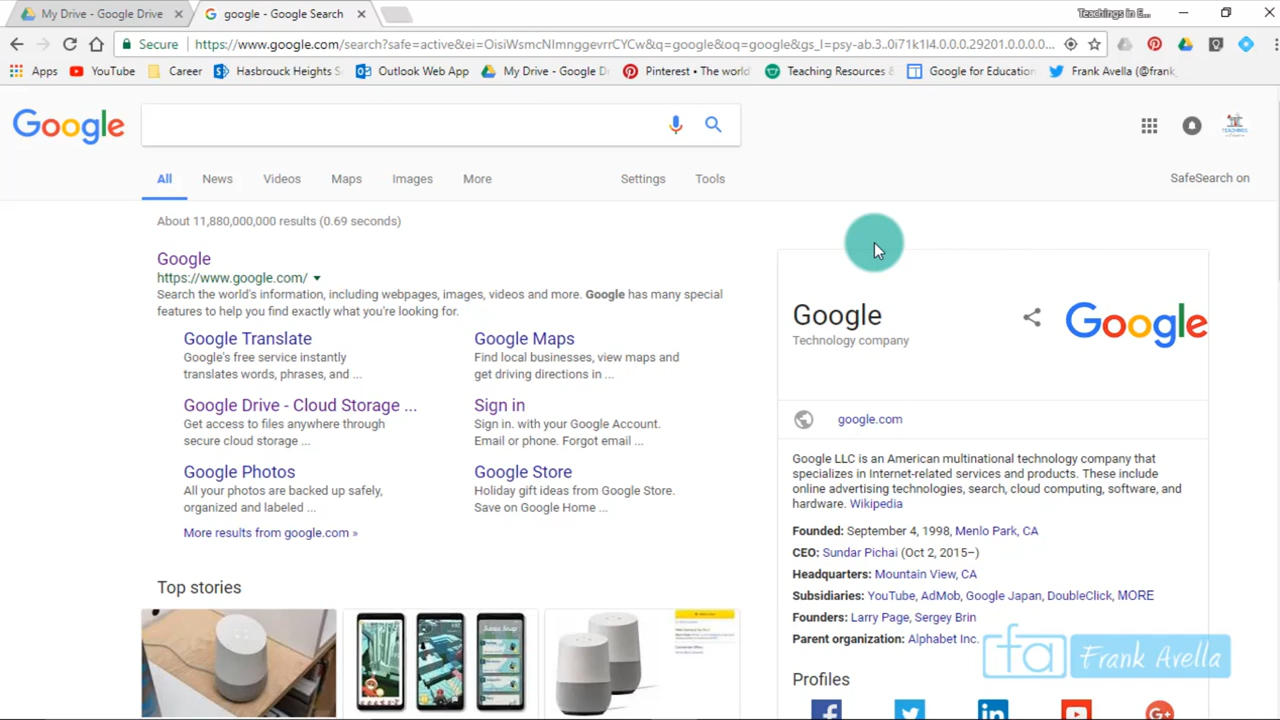 My Drive - Google Drive
google - Google Search
Teachings in E...
Secure
https://www.google.com/search?safe=active&ei=OisiWsmcNImnggevrrCYCw&q=google&oq=google&gs_l=psy-ab.3..0i71k1l4.0.0.0.29201.0.0.0.0...
Apps
YouTube
Career
Hasbrouck Heights S
Outlook Web App
My Drive - Google D
Pinterest • The world
Teaching Resources &
Google for Education
Frank Avella (@frank_
Google
All
News
Videos
Maps
Images
More
Settings
Tools
SafeSearch on
About 11,880,000,000 results (0.69 seconds)
Google
https://www.google.com/
Search the world's information, including webpages, images, videos and more. Google has many special
features to help you find exactly what you're looking for.
Google Translate
Google's free service instantly
translates words, phrases, and ...
Google Maps
Find local businesses, view maps and
get driving directions in ...
Google Drive - Cloud Storage ...
Get access to files anywhere through
secure cloud storage ...
Sign in
Sign in. with your Google Account.
Email or phone. Forgot email ...
Google Photos
All your photos are backed up safely,
organized and labeled ...
Google Store
Holiday gift ideas from Google Store.
Save on Google Home ...
More results from google.com »
Top stories
Google
Technology company
Google
google.com
Google LLC is an American multinational technology company that
specializes in Internet-related services and products. These include
online advertising technologies, search, cloud computing, software, and
hardware. Wikipedia
Founded: September 4, 1998, Menlo Park, CA
CEO: Sundar Pichai (Oct 2, 2015–)
Headquarters: Mountain View, CA
Subsidiaries: YouTube, AdMob, Google Japan, DoubleClick, MORE
Founders: Larry Page, Sergey Brin
Parent organization: Alphabet Inc.
fa Frank Avella
Profiles